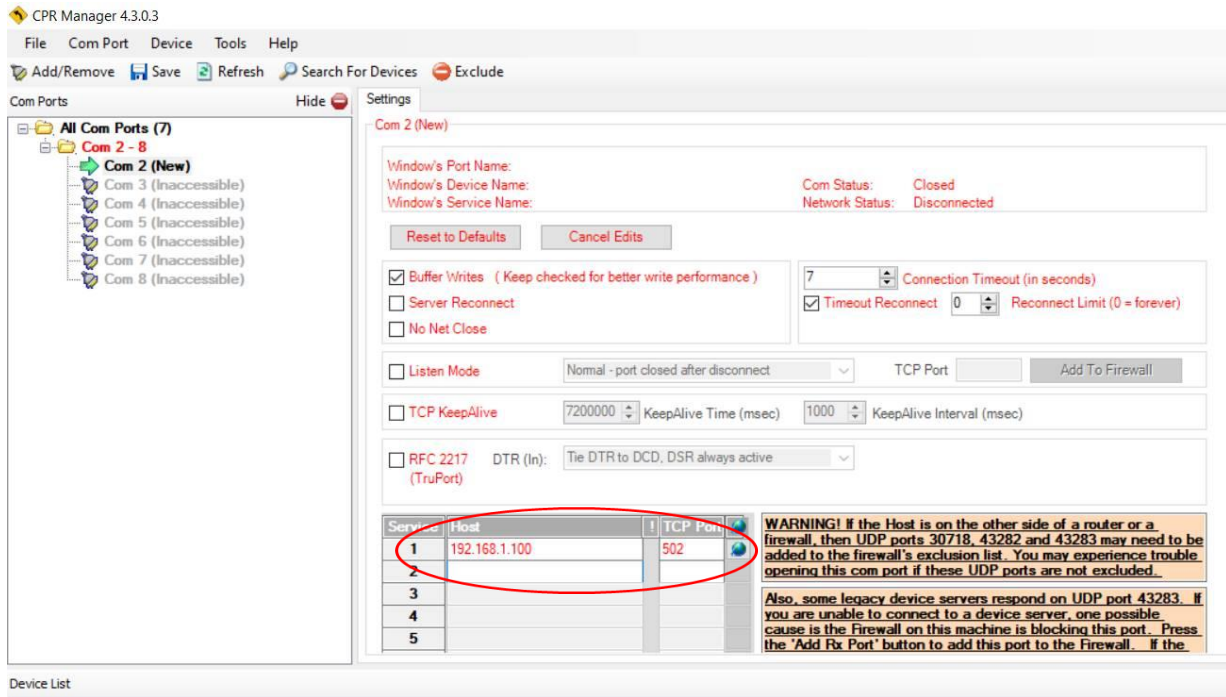 CPR Manager 4.3.0.3
File Com Port Device Tools Help
Add/Remove Save Refresh Search For Devices Exclude
Com Ports Hide Settings
All Com Ports (7)
Com 2 - 8
Com 2 (New)
Com 3 (Inaccessible)
Com 4 (Inaccessible)
Com 5 (Inaccessible)
Com 6 (Inaccessible)
Com 7 (Inaccessible)
Com 8 (Inaccessible)
Com 2 (New)
Window's Port Name:
Window's Device Name: Com Status: Closed
Window's Service Name: Network Status: Disconnected
Reset to Defaults Cancel Edits
Buffer Writes ( Keep checked for better write performance )
Server Reconnect
No Net Close
7 Connection Timeout (in seconds)
Timeout Reconnect 0 Reconnect Limit (0 = forever)
Listen Mode Normal - port closed after disconnect TCP Port Add To Firewall
TCP KeepAlive 7200000 KeepAlive Time (msec) 1000 KeepAlive Interval (msec)
RFC 2217 DTR (In): Tie DTR to DCD, DSR always active
(TruPort)
Service Host ! TCP Port
1 192.168.1.100 502
2
3
4
5
WARNING! If the Host is on the other side of a router or a
firewall, then UDP ports 30718, 43282 and 43283 may need to be
added to the firewall's exclusion list. You may experience trouble
opening this com port if these UDP ports are not excluded.
Also, some legacy device servers respond on UDP port 43283. If
you are unable to connect to a device server, one possible
cause is the Firewall on this machine is blocking this port. Press
the 'Add Rx Port' button to add this port to the Firewall. If the
Device List